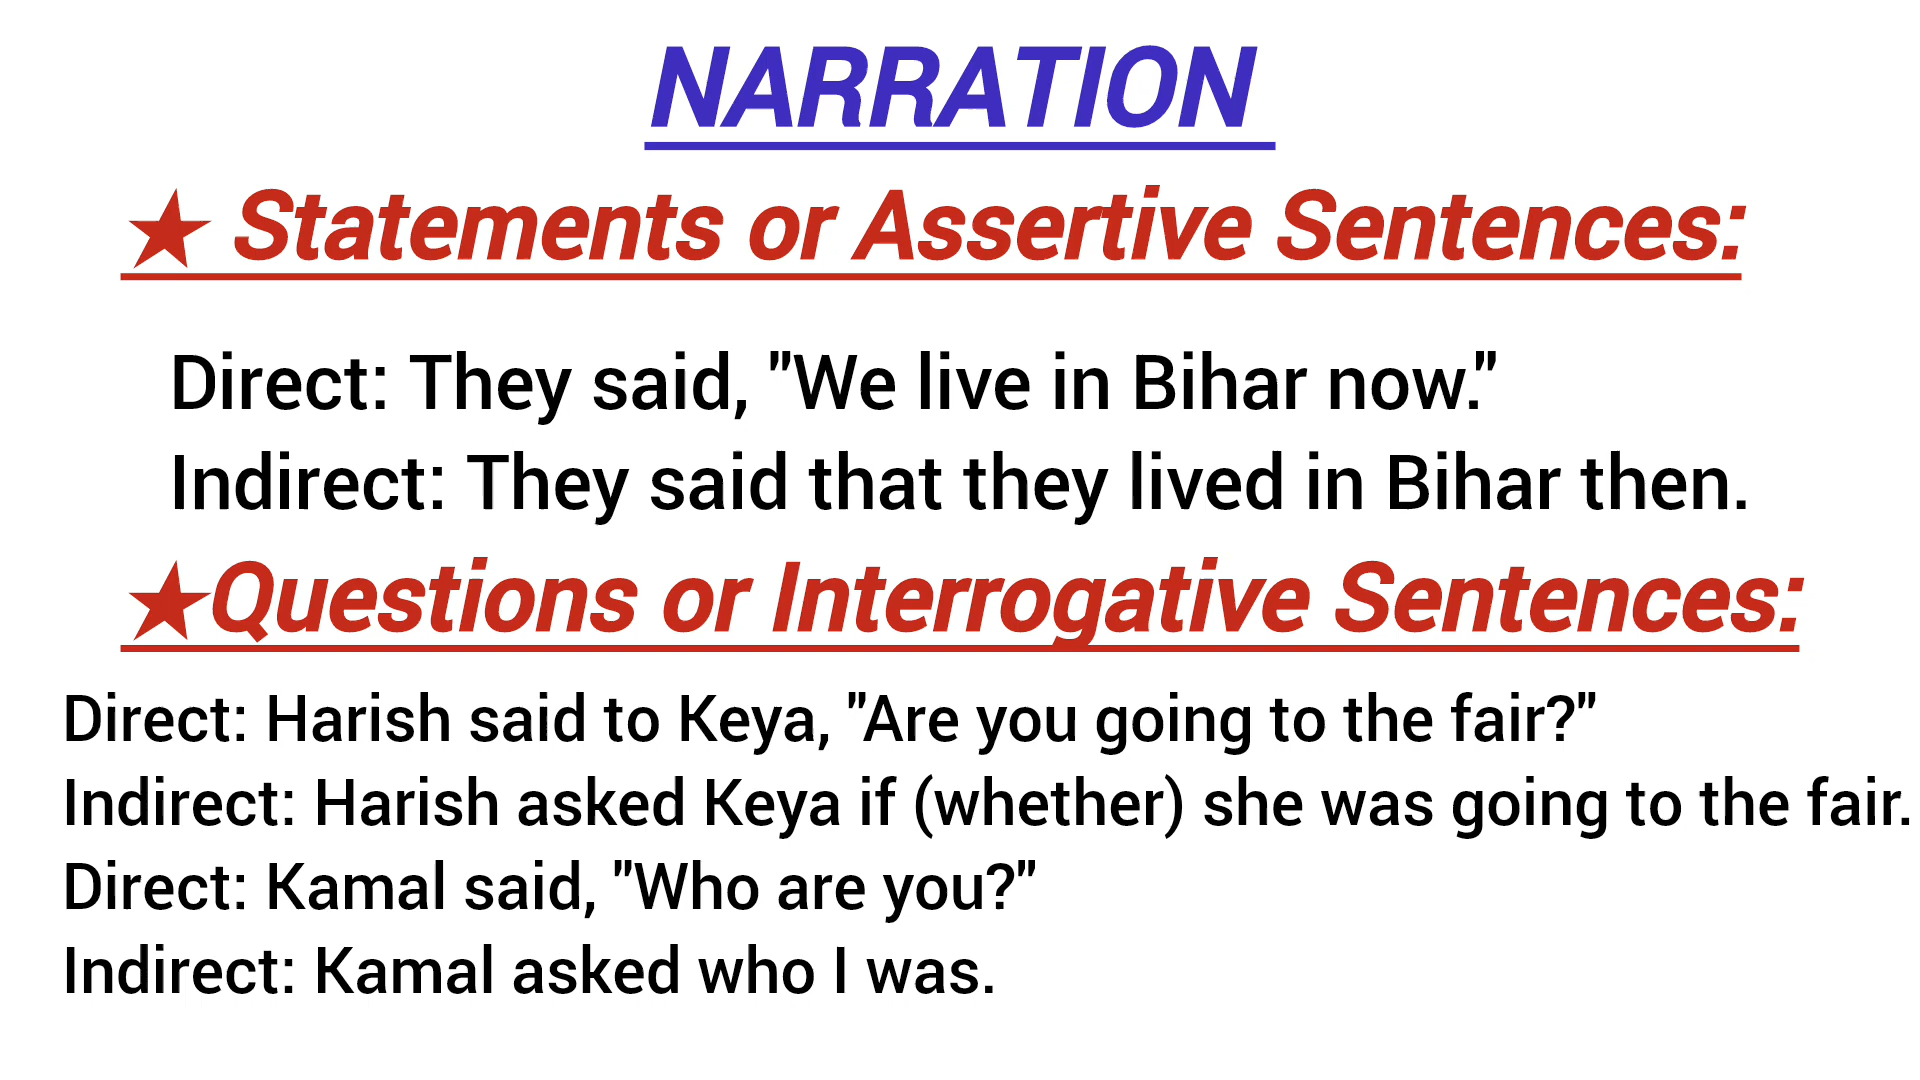 NARRATION
★ Statements or Assertive Sentences:
Direct: They said, "We live in Bihar now."
Indirect: They said that they lived in Bihar then.
★Questions or Interrogative Sentences:
Direct: Harish said to Keya, "Are you going to the fair?"
Indirect: Harish asked Keya if (whether) she was going to the fair.
Direct: Kamal said, "Who are you?"
Indirect: Kamal asked who I was.